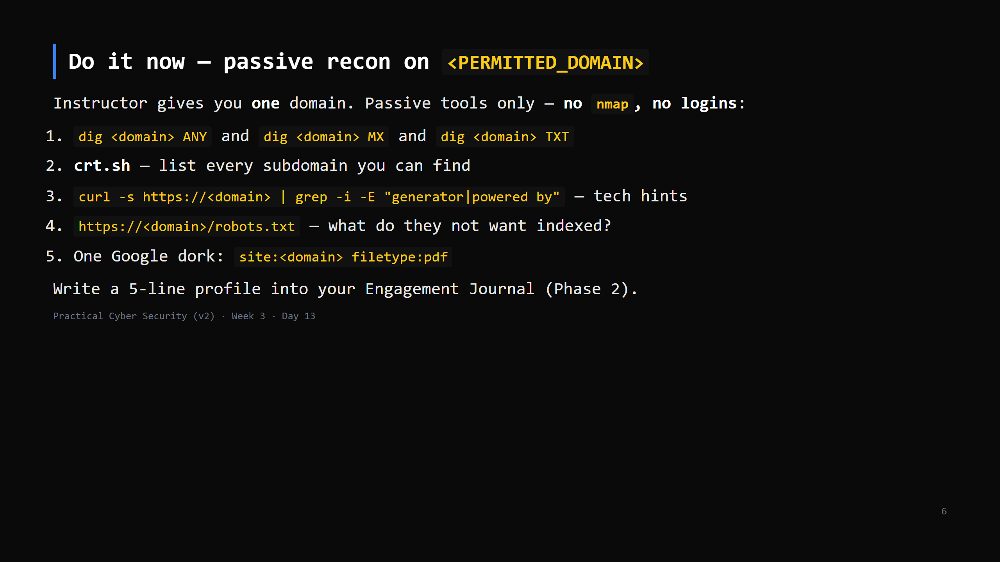 Do it now — passive recon on <PERMITTED_DOMAIN>
Instructor gives you one domain. Passive tools only — no nmap, no logins:
1. dig <domain> ANY and dig <domain> MX and dig <domain> TXT
2. crt.sh — list every subdomain you can find
3. curl -s https://<domain> | grep -i -E "generator|powered by" — tech hints
4. https://<domain>/robots.txt — what do they not want indexed?
5. One Google dork: site:<domain> filetype:pdf
Write a 5-line profile into your Engagement Journal (Phase 2).
Practical Cyber Security (v2) · Week 3 · Day 13
6